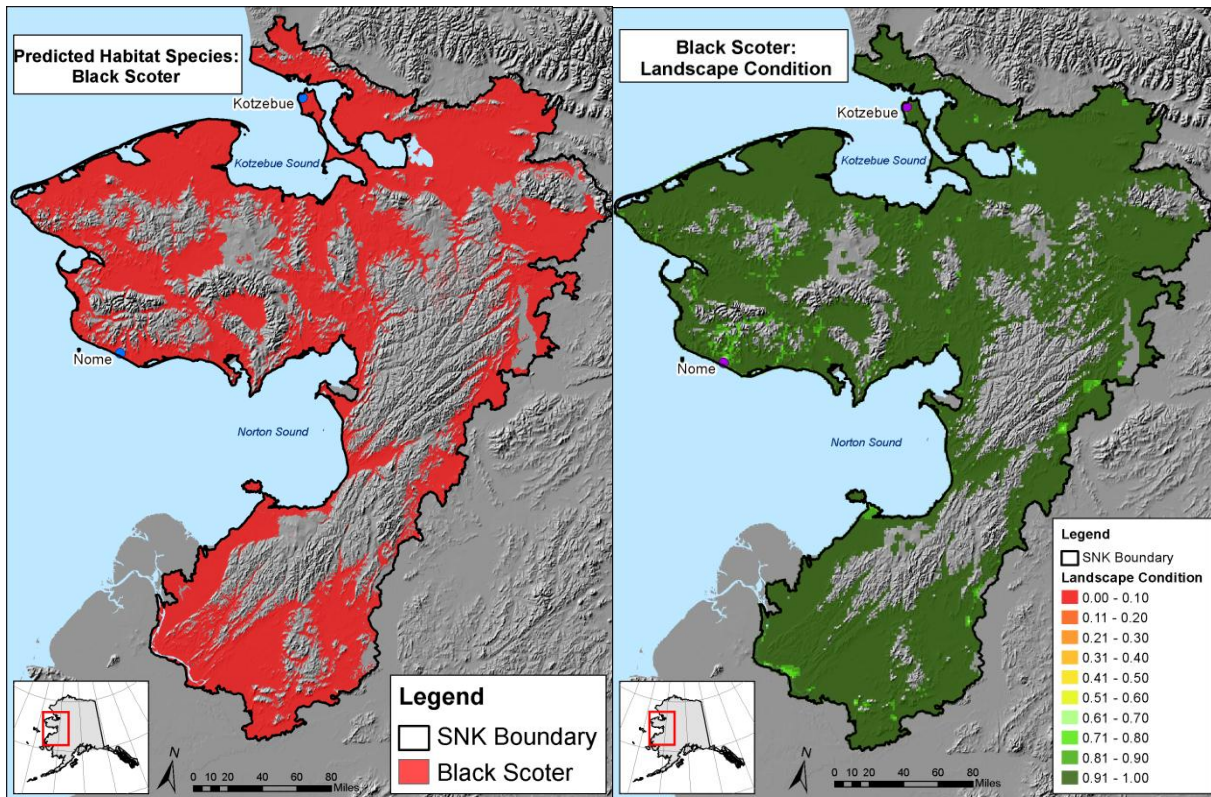 Predicted Habitat Species:
Black Scoter
Kotzebue
Kotzebue Sound
Nome
Norton Sound
Legend
SNK Boundary
Black Scoter
N
0 10 20 40 60 80
Miles
Black Scoter:
Landscape Condition
Kotzebue
Kotzebue Sound
Nome
Norton Sound
Legend
SNK Boundary
Landscape Condition
0.00 - 0.10
0.11 - 0.20
0.21 - 0.30
0.31 - 0.40
0.41 - 0.50
0.51 - 0.60
0.61 - 0.70
0.71 - 0.80
0.81 - 0.90
0.91 - 1.00
N
0 10 20 40 60 80
Miles